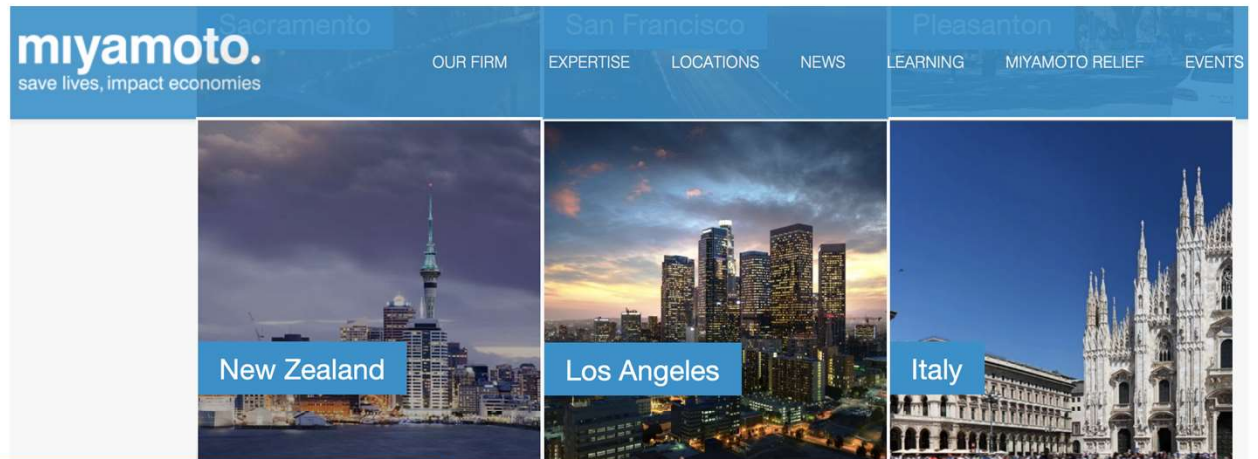 Sacramento
San Francisco
Pleasanton
miyamoto.
save lives, impact economies
OUR FIRM EXPERTISE LOCATIONS NEWS LEARNING MIYAMOTO RELIEF EVENTS
New Zealand
Los Angeles
Italy